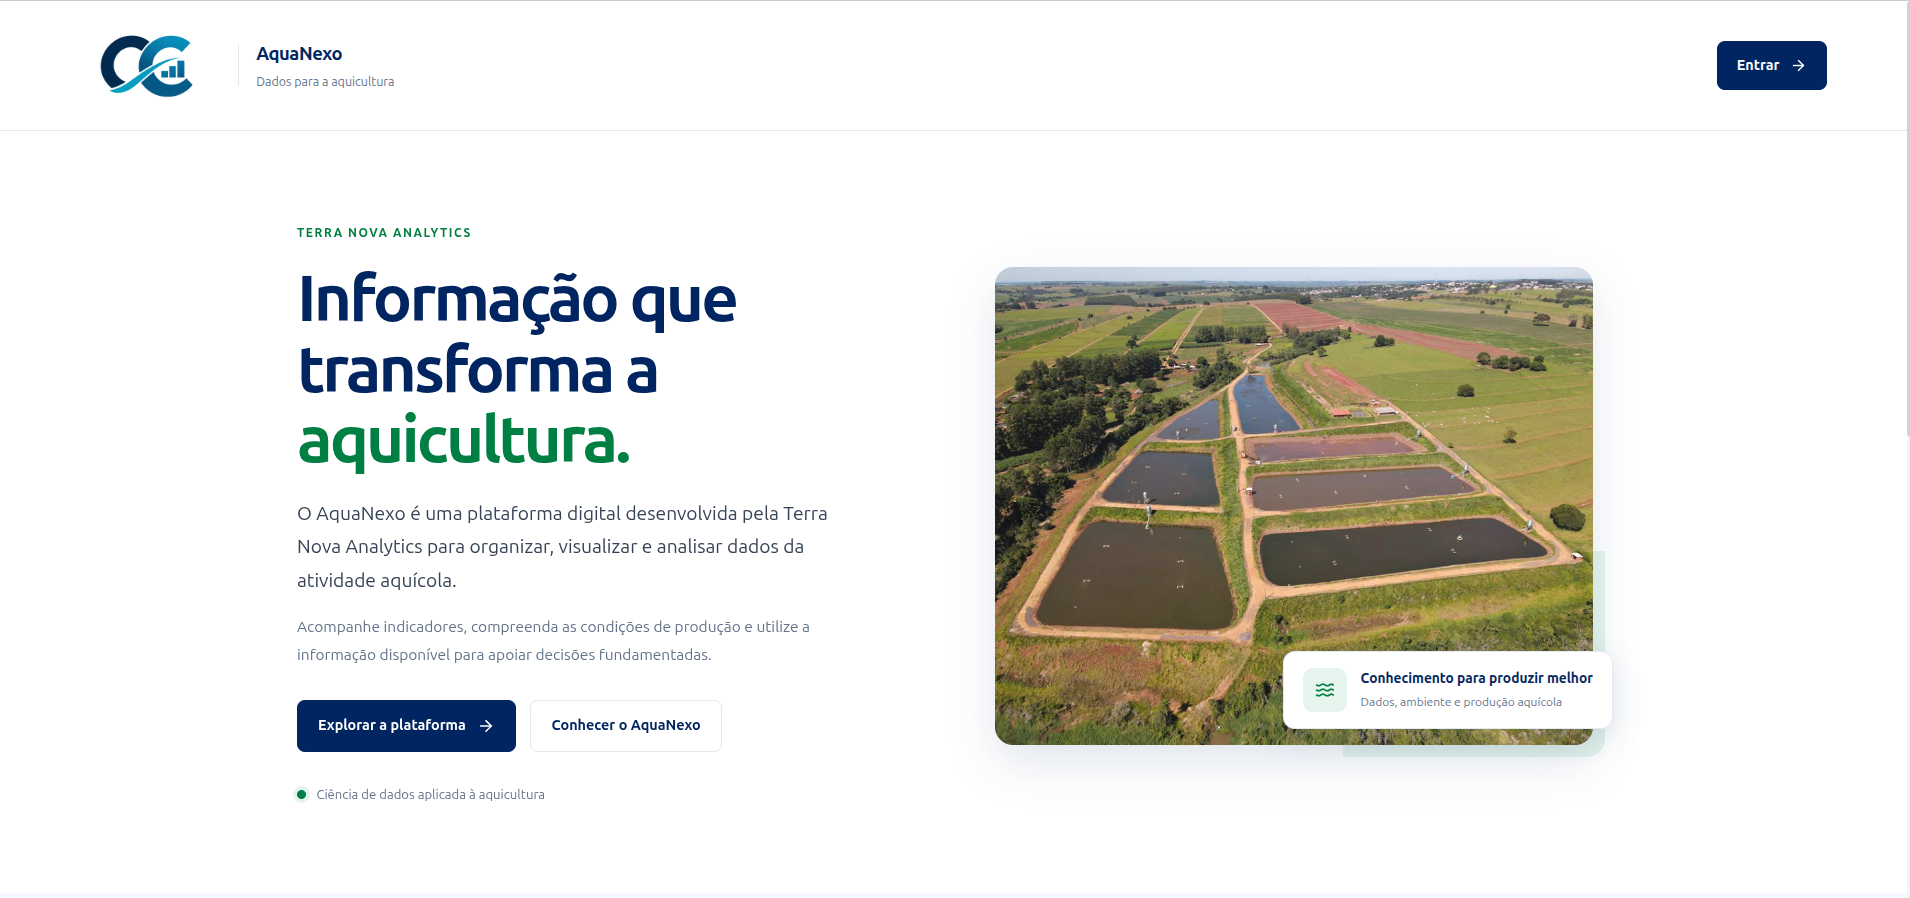 AquaNexo
Dados para a aquicultura
Entrar
TERRA NOVA ANALYTICS
Informação que
transforma a
aquicultura.
O AquaNexo é uma plataforma digital desenvolvida pela Terra
Nova Analytics para organizar, visualizar e analisar dados da
atividade aquícola.
Acompanhe indicadores, compreenda as condições de produção e utilize a
informação disponível para apoiar decisões fundamentadas.
Explorar a plataforma
Conhecer o AquaNexo
Ciência de dados aplicada à aquicultura
Conhecimento para produzir melhor
Dados, ambiente e produção aquícola